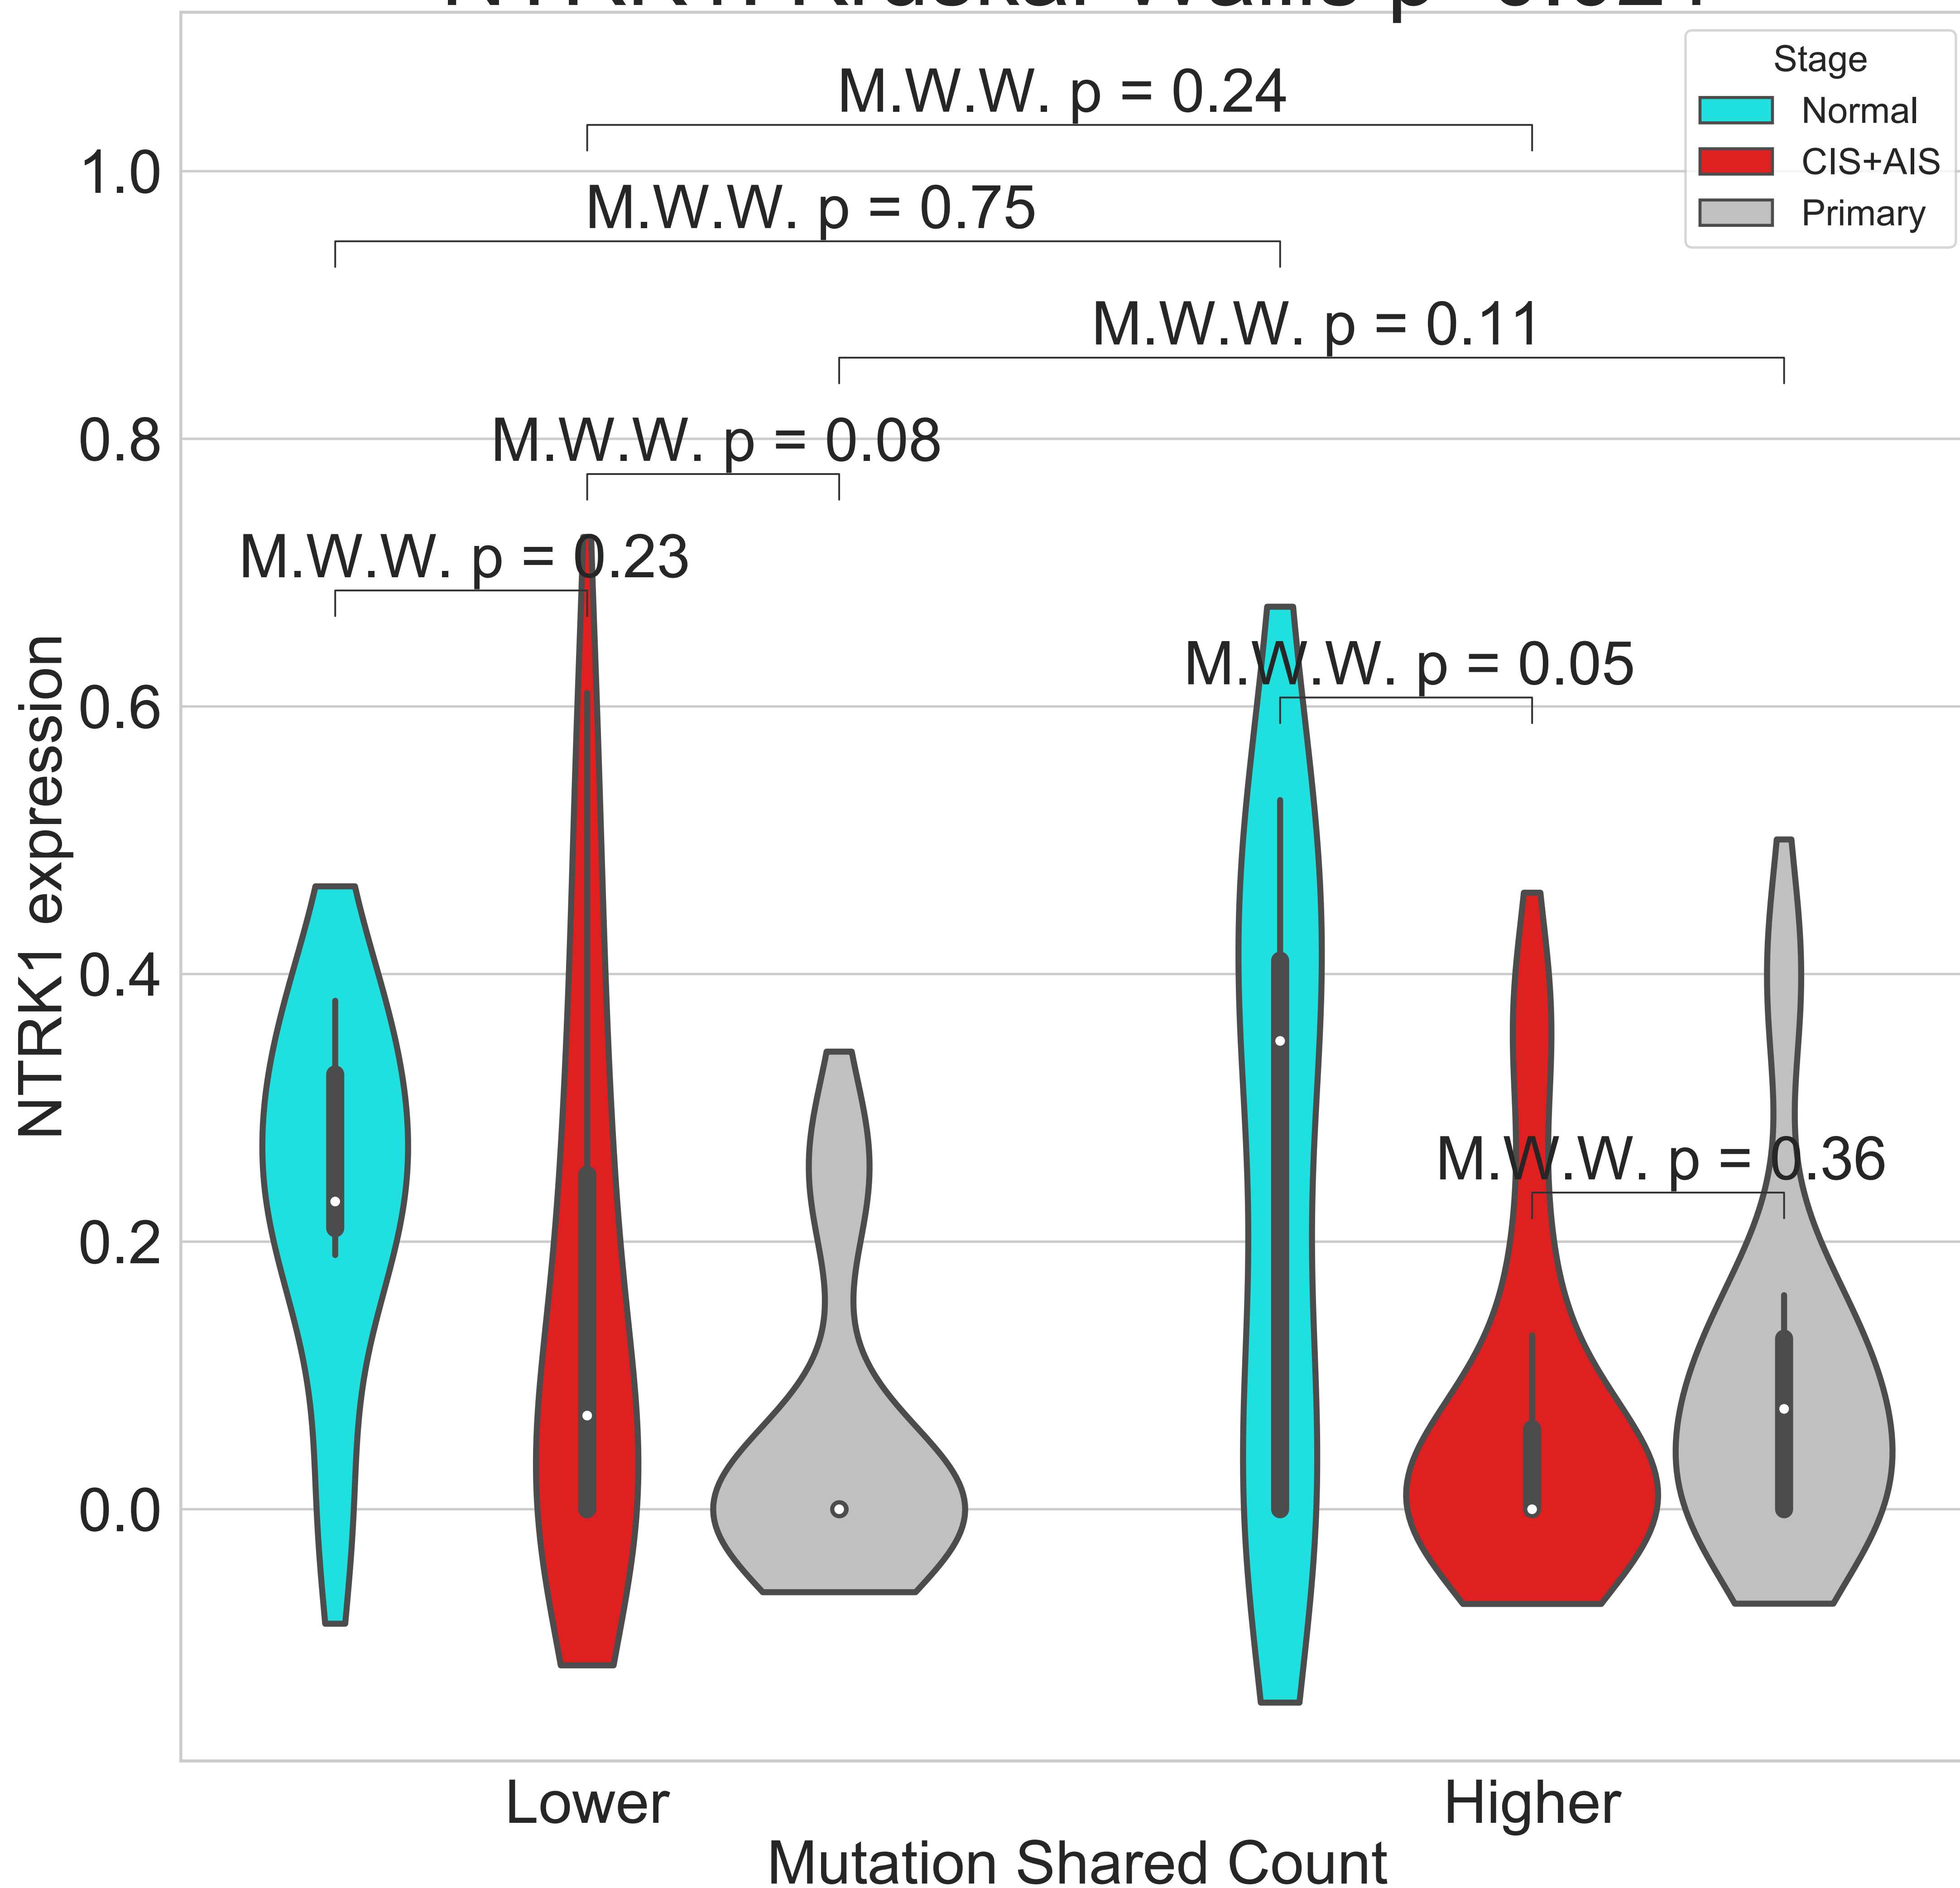 Stage
Normal
CIS+AIS
Primary
M.W.W. p = 0.24
M.W.W. p = 0.75
M.W.W. p = 0.11
M.W.W. p = 0.08
M.W.W. p = 0.23
M.W.W. p = 0.05
M.W.W. p = 0.36
1.0
0.8
0.6
0.4
0.2
0.0
NTRK1 expression
Lower
Higher
Mutation Shared Count